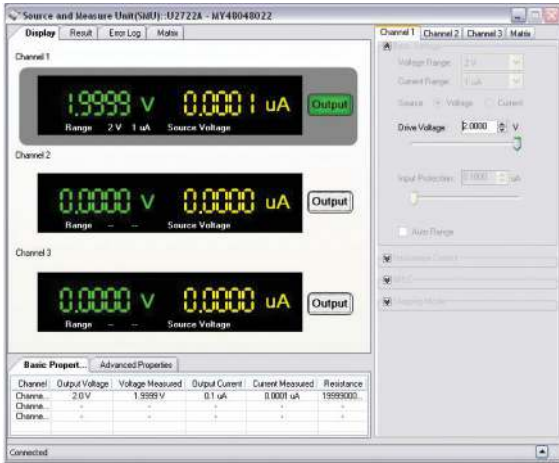 Source and Measure Unit(SMU)::U2722A - MY48048022
Display Result Error Log Matrix
Channel 1
1.9999 V 0.0001 uA Output
Range 2 V 1 uA Source Voltage
Channel 2
0.0000 V 0.0000 uA Output
Range -- -- Source Voltage
Channel 3
0.0000 V 0.0000 uA Output
Range -- -- Source Voltage
Basic Propert... Advanced Properties
Channel Output Voltage Voltage Measured Output Current Current Measured Resistance
Channe... 2.0 V 1.9999 V 0.1 uA 0.0001 uA 19999000...
Channe... - - - - -
Channe... - - - - -
Connected
Channel 1 Channel 2 Channel 3 Matrix
Basic Settings
Voltage Range: 2 V
Current Range: 1 uA
Source Voltage Current
Drive Voltage: 2.0000 V
Input Protection: 0.1000 uA
Auto Range